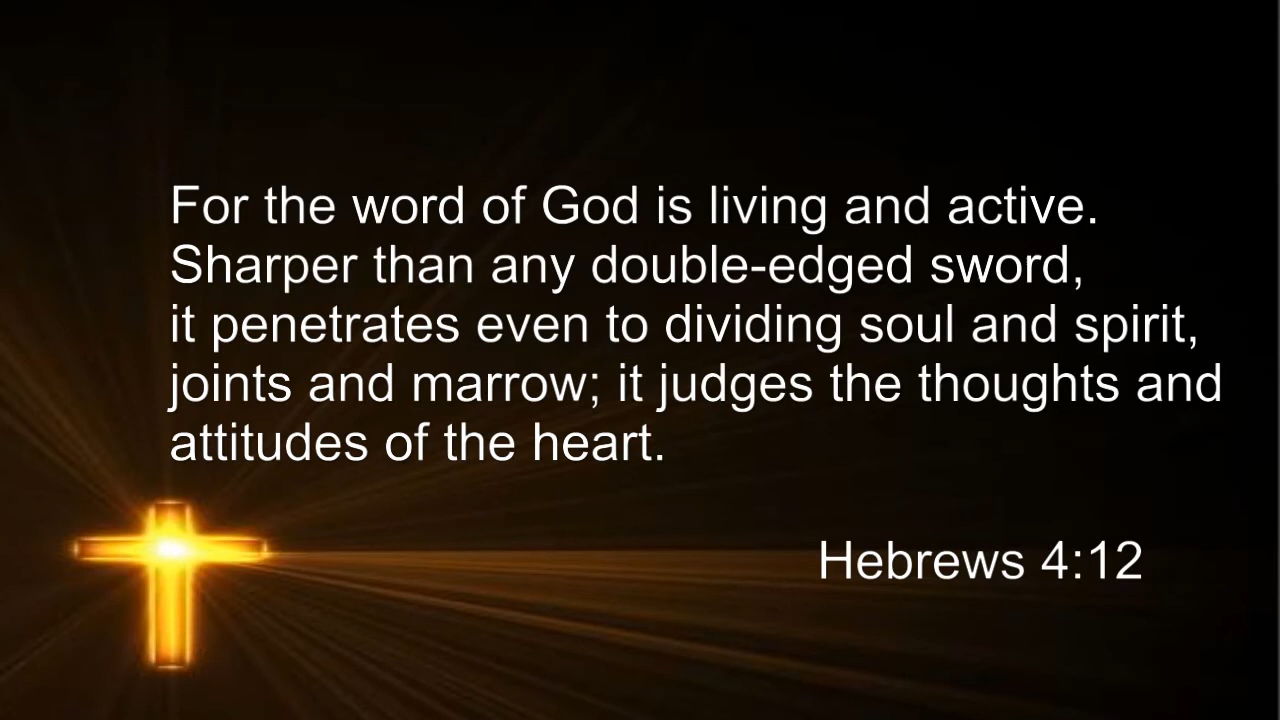 For the word of God is living and active.
Sharper than any double-edged sword,
it penetrates even to dividing soul and spirit,
joints and marrow; it judges the thoughts and
attitudes of the heart.
Hebrews 4:12